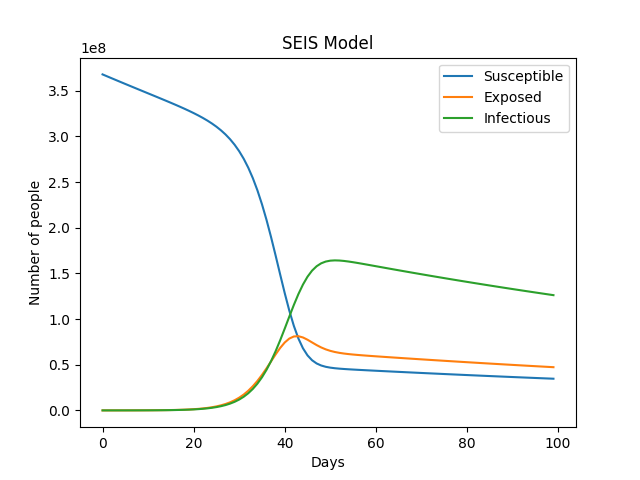 SEIS Model
1e8
Susceptible
Exposed
Infectious
3.5
3.0
2.5
2.0
1.5
1.0
0.5
0.0
Number of people
0 20 40 60 80 100
Days